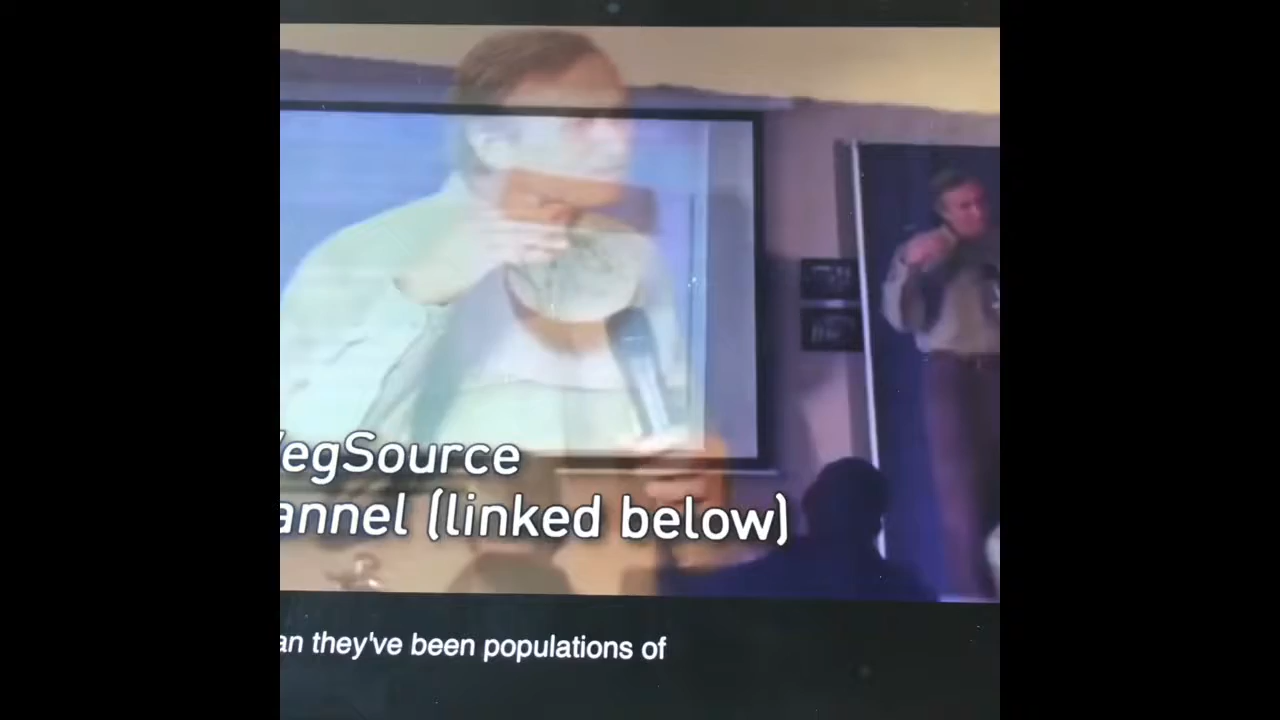 egSource
annel (linked below)
an they've been populations of